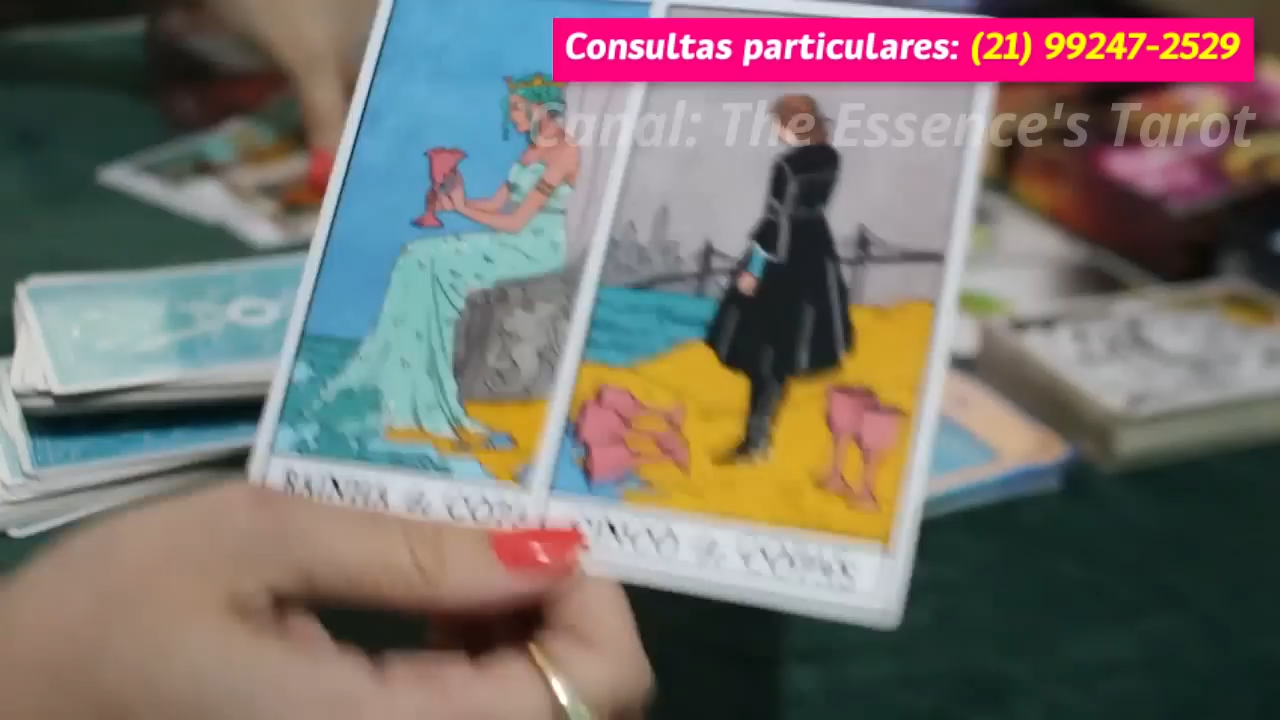 Consultas particulares: (21) 99247-2529
Canal: The Essence's Tarot